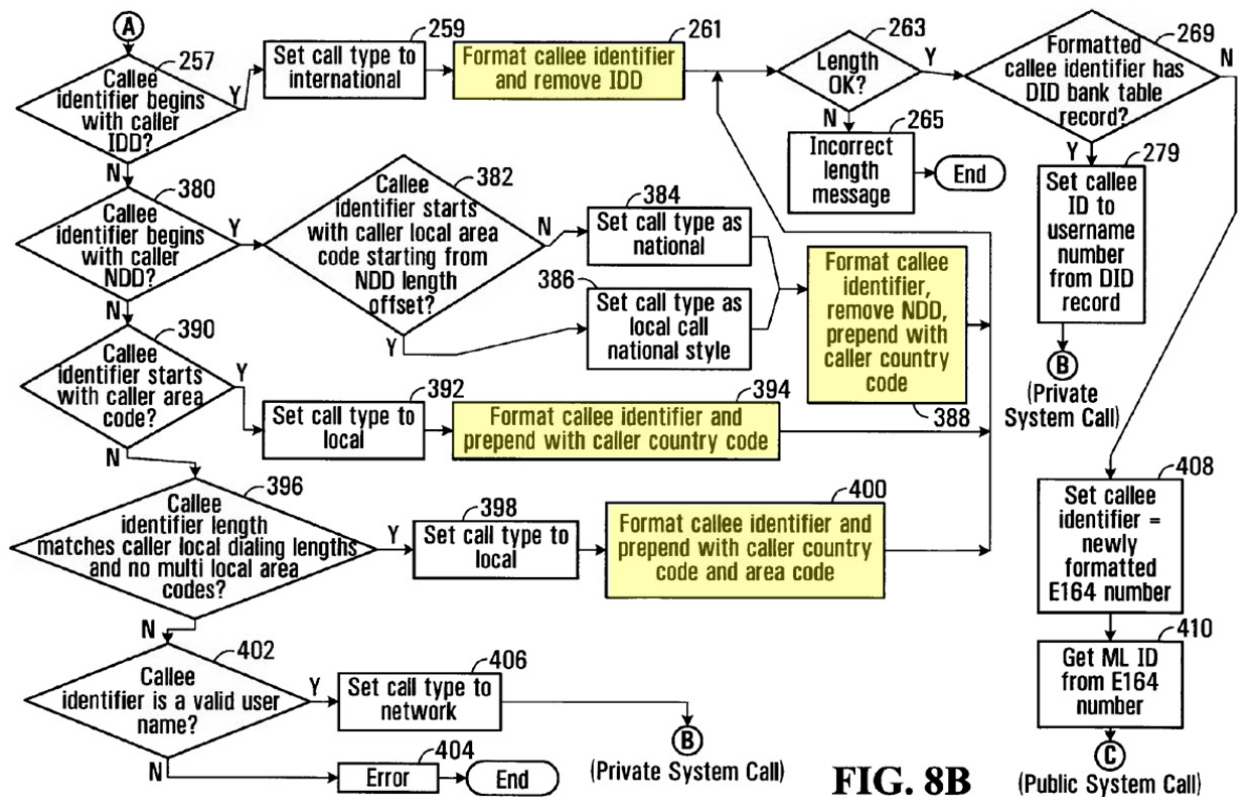 A
257
Callee
identifier begins
with caller
IDD?
Y
N
259
Set call type to
international
261
Format callee identifier
and remove IDD
263
Length
OK?
Y
N
265
Incorrect
length
message
End
269
Formatted
callee identifier has
DID bank table
record?
N
Y
279
Set callee
ID to
username
number
from DID
record
B
(Private
System Call)
380
Callee
identifier begins
with caller
NDD?
Y
N
382
Callee
identifier starts
with caller local area
code starting from
NDD length
offset?
N
Y
384
Set call type as
national
386
Set call type as
local call
national style
Format callee
identifier,
remove NDD,
prepend with
caller country
code
388
390
Callee
identifier starts
with caller area
code?
Y
N
392
Set call type to
local
394
Format callee identifier and
prepend with caller country code
396
Callee
identifier length
matches caller local dialing lengths
and no multi local area
codes?
Y
N
398
Set call type to
local
400
Format callee identifier and
prepend with caller country
code and area code
402
Callee
identifier is a valid user
name?
Y
N
406
Set call type to
network
B
(Private System Call)
404
Error
End
408
Set callee
identifier =
newly
formatted
E164 number
410
Get ML ID
from E164
number
C
(Public System Call)
FIG. 8B